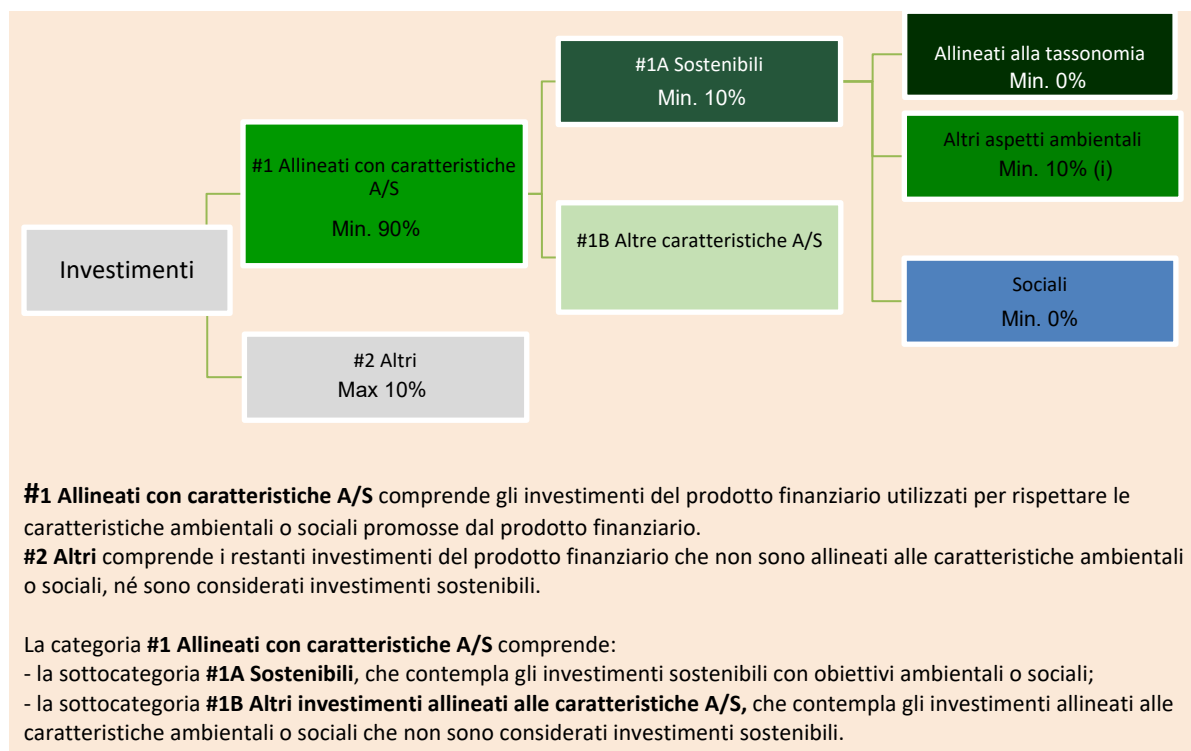 Allineati alla tassonomia
Min. 0%
#1A Sostenibili
Min. 10%
Altri aspetti ambientali
Min. 10% (i)
#1 Allineati con caratteristiche
A/S
Min. 90%
#1B Altre caratteristiche A/S
Investimenti
Sociali
Min. 0%
#2 Altri
Max 10%
#1 Allineati con caratteristiche A/S comprende gli investimenti del prodotto finanziario utilizzati per rispettare le
caratteristiche ambientali o sociali promosse dal prodotto finanziario.
#2 Altri comprende i restanti investimenti del prodotto finanziario che non sono allineati alle caratteristiche ambientali
o sociali, né sono considerati investimenti sostenibili.
La categoria #1 Allineati con caratteristiche A/S comprende:
- la sottocategoria #1A Sostenibili, che contempla gli investimenti sostenibili con obiettivi ambientali o sociali;
- la sottocategoria #1B Altri investimenti allineati alle caratteristiche A/S, che contempla gli investimenti allineati alle
caratteristiche ambientali o sociali che non sono considerati investimenti sostenibili.